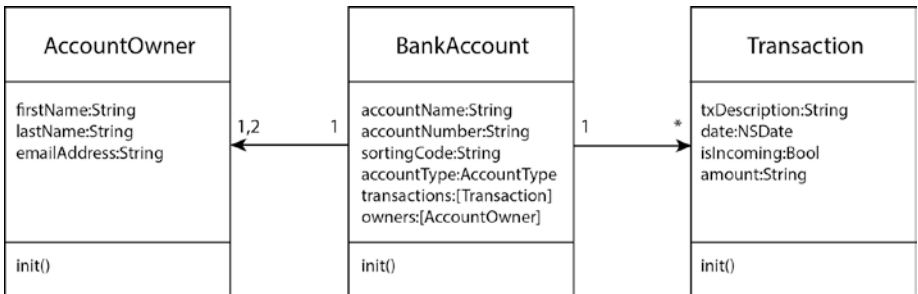 AccountOwner
firstName:String
lastName:String
emailAddress:String
init()
1,2
1
BankAccount
accountName:String
accountNumber:String
sortingCode:String
accountType:AccountType
transactions:[Transaction]
owners:[AccountOwner]
init()
1
*
Transaction
txDescription:String
date:NSDate
isIncoming:Bool
amount:String
init()